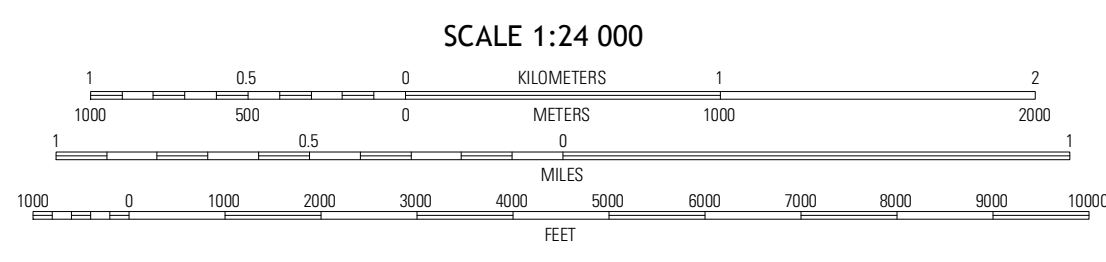 SCALE 1:24 000
1 0.5 0 KILOMETERS 1 2
1000 500 0 METERS 1000 2000
1 0.5 0 1
MILES
1000 0 1000 2000 3000 4000 5000 6000 7000 8000 9000 10000
FEET